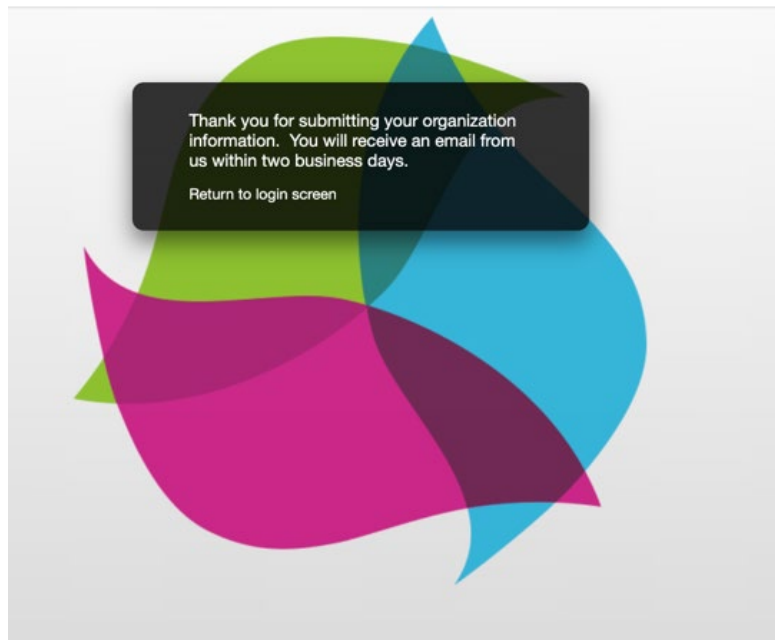 Thank you for submitting your organization
information.  You will receive an email from
us within two business days.
Return to login screen